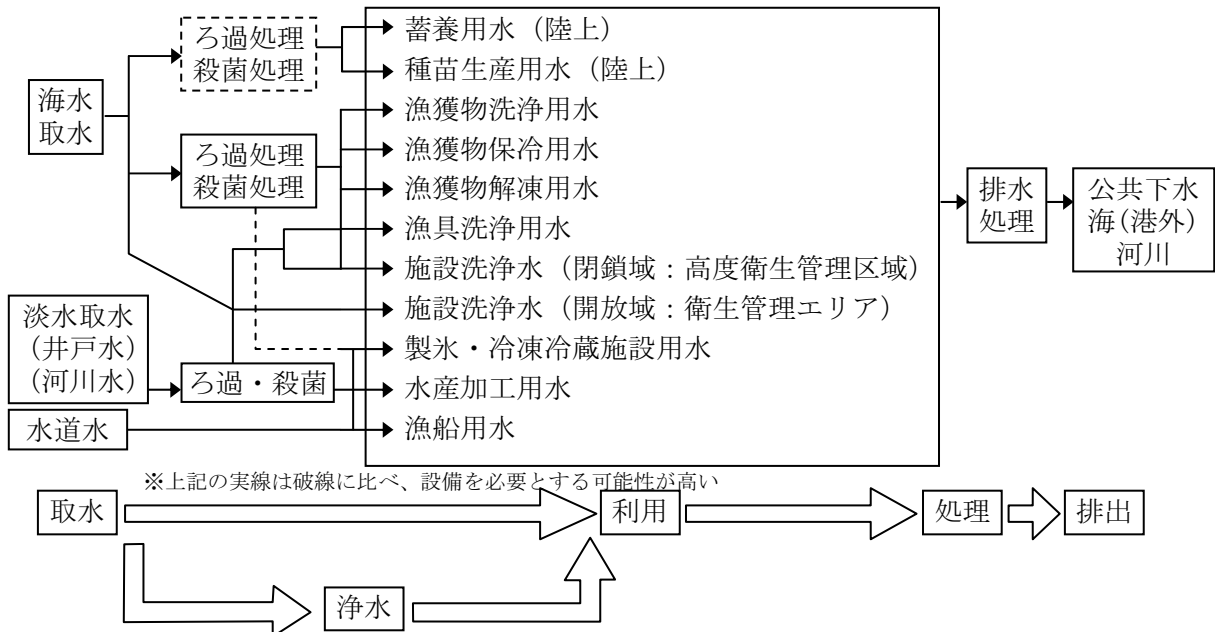 海水
取水
ろ過処理
殺菌処理
ろ過処理
殺菌処理
淡水取水
（井戸水）
（河川水）
ろ過・殺菌
水道水
蓄養用水（陸上）
種苗生産用水（陸上）
漁獲物洗浄用水
漁獲物保冷用水
漁獲物解凍用水
漁具洗浄用水
施設洗浄水（閉鎖域：高度衛生管理区域）
施設洗浄水（開放域：衛生管理エリア）
製氷・冷凍冷蔵施設用水
水産加工用水
漁船用水
排水
処理
公共下水
海(港外)
河川
※上記の実線は破線に比べ、設備を必要とする可能性が高い
取水
利用
処理
排出
浄水